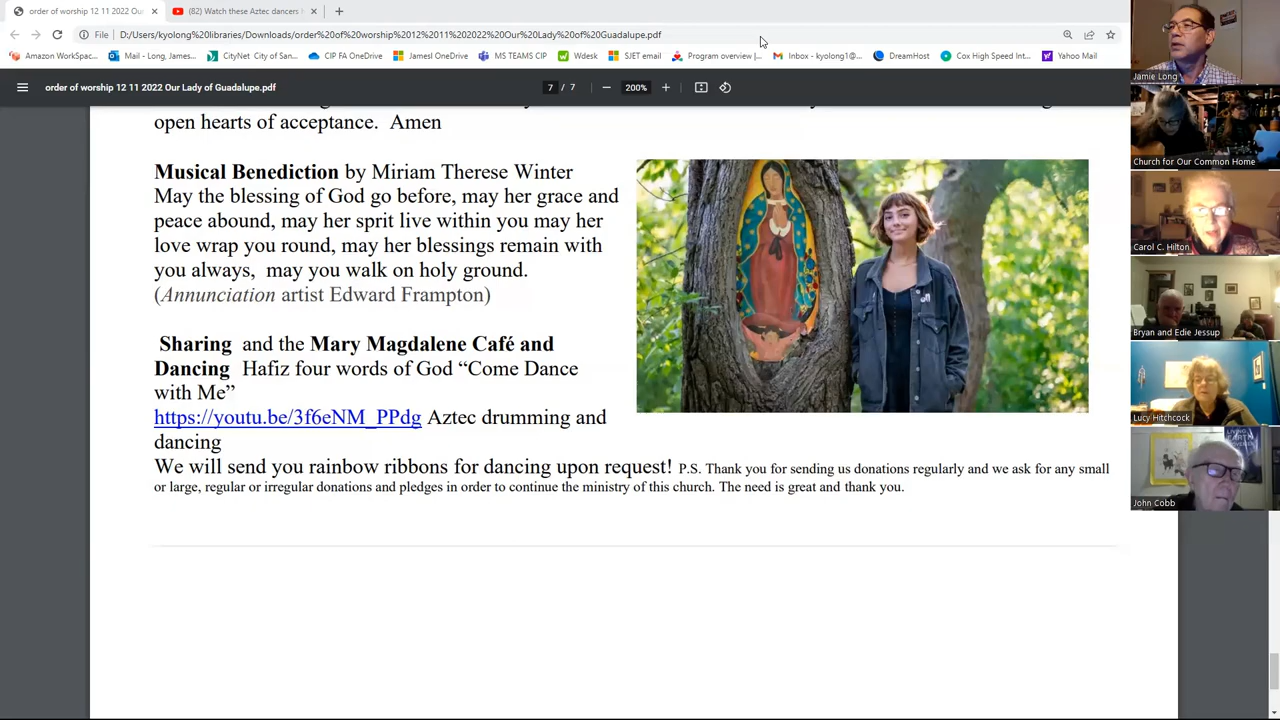 order of worship 12 11 2022 Our
(82) Watch these Aztec dancers
File D:/Users/kyolong%20libraries/Downloads/order%20of%20worship%2012%2011%202022%20Our%20Lady%20of%20Guadalupe.pdf
Amazon WorkSpac... Mail - Long, James... CityNet City of San... CIP FA OneDrive JamesI OneDrive MS TEAMS CIP Wdesk SJET email Program overview |... Inbox - kyolong1@... DreamHost Cox High Speed Int... Yahoo Mail
order of worship 12 11 2022 Our Lady of Guadalupe.pdf 7 / 7 200%
open hearts of acceptance. Amen
Musical Benediction by Miriam Therese Winter
May the blessing of God go before, may her grace and
peace abound, may her sprit live within you may her
love wrap you round, may her blessings remain with
you always, may you walk on holy ground.
(Annunciation artist Edward Frampton)
Sharing and the Mary Magdalene Café and
Dancing Hafiz four words of God “Come Dance
with Me”
https://youtu.be/3f6eNM_PPdg Aztec drumming and
dancing
We will send you rainbow ribbons for dancing upon request! P.S. Thank you for sending us donations regularly and we ask for any small
or large, regular or irregular donations and pledges in order to continue the ministry of this church. The need is great and thank you.
Jamie Long
Church for Our Common Home
Carol C. Hilton
Bryan and Edie Jessup
Lucy Hitchcock
John Cobb